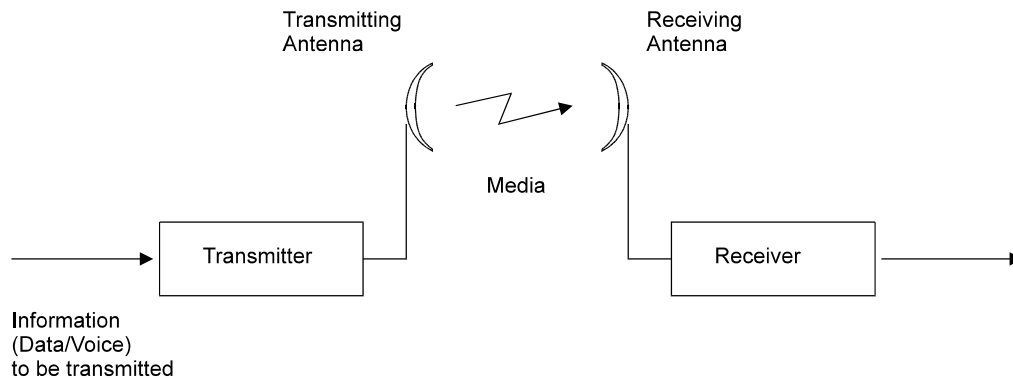 Transmitting
Antenna
Receiving
Antenna
Media
Transmitter
Receiver
Information
(Data/Voice)
to be transmitted